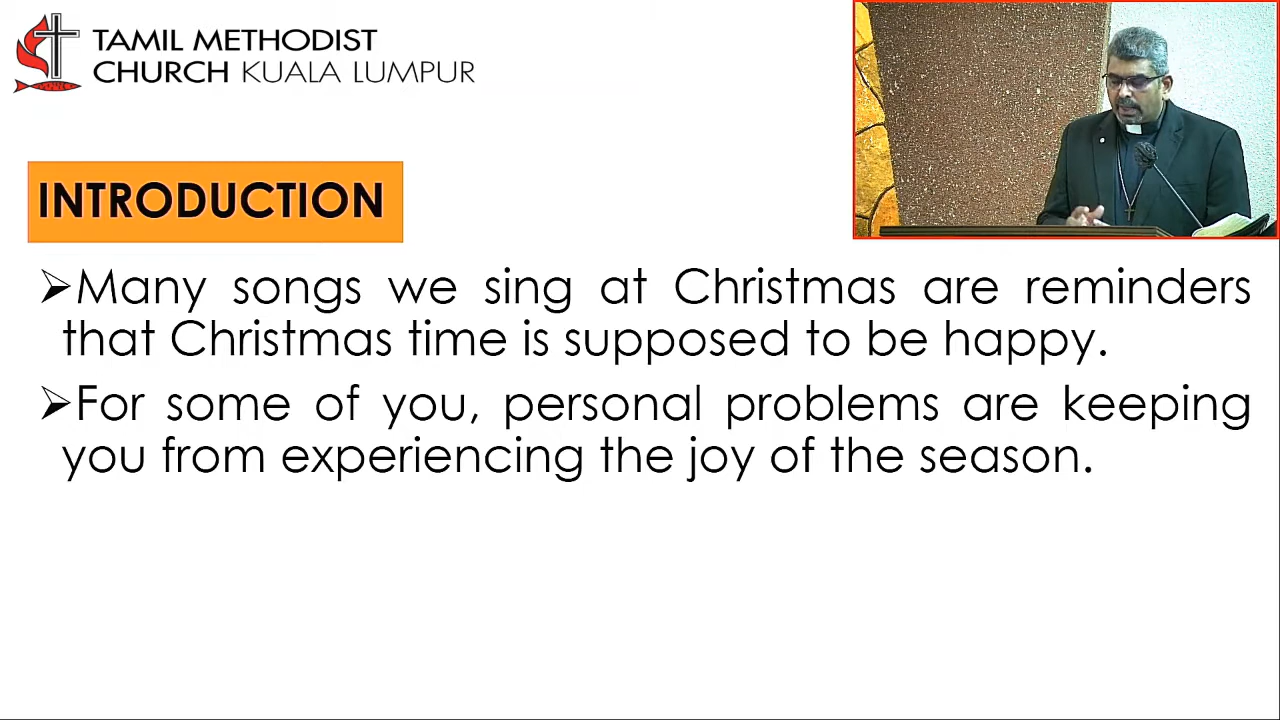 TAMIL METHODIST
CHURCH KUALA LUMPUR
INTRODUCTION
➢Many songs we sing at Christmas are reminders
that Christmas time is supposed to be happy.
➢For some of you, personal problems are keeping
you from experiencing the joy of the season.